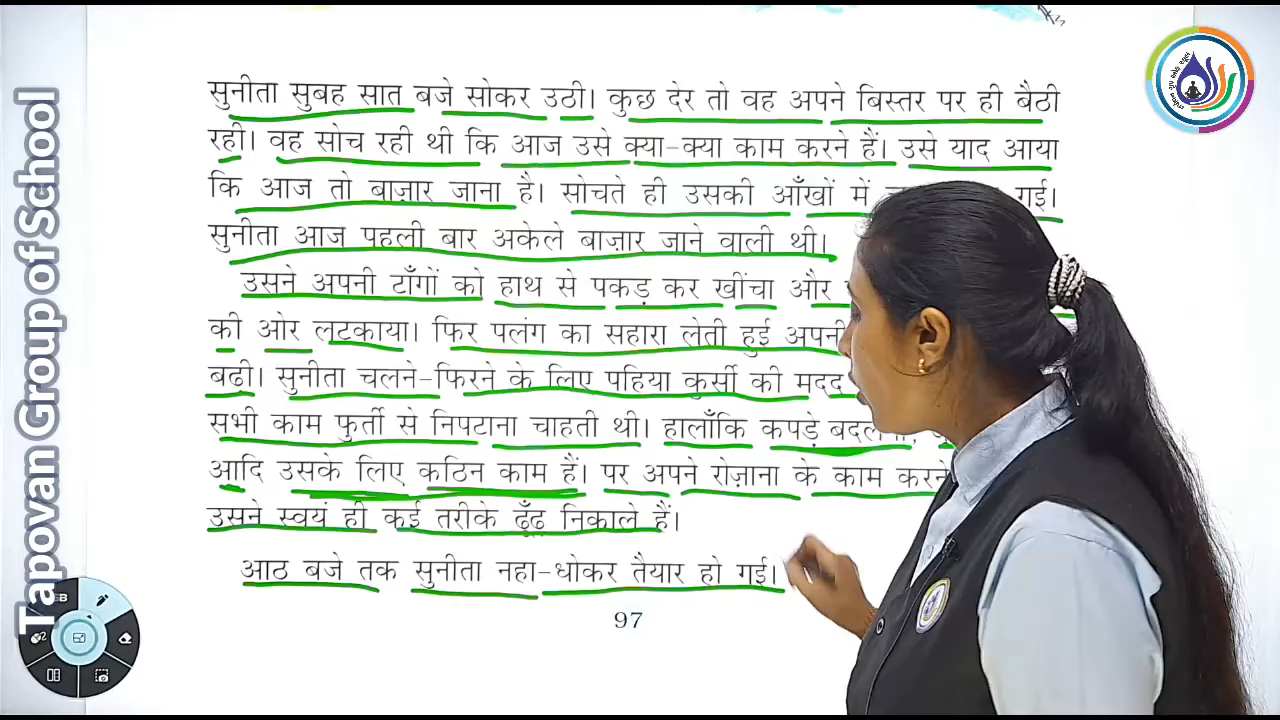 सुनीता सुबह सात बजे सोकर उठी। कुछ देर तो वह अपने बिस्तर पर ही बैठी
रही। वह सोच रही थी कि आज उसे क्या-क्या काम करने हैं। उसे याद आया
कि आज तो बाज़ार जाना है। सोचते ही उसकी आँखों में गई।
सुनीता आज पहली बार अकेले बाज़ार जाने वाली थी।
उसने अपनी टाँगों को हाथ से पकड़ कर खींचा और
की ओर लटकाया। फिर पलंग का सहारा लेती हुई अपनी
बढ़ी। सुनीता चलने-फिरने के लिए पहिया कुर्सी की मदद
सभी काम फुर्ती से निपटाना चाहती थी। हालाँकि कपड़े
आदि उसके लिए कठिन काम हैं। पर अपने रोज़ाना के काम करने
उसने स्वयं ही कई तरीके ढूँढ़ निकाले हैं।
आठ बजे तक सुनीता नहा-धोकर तैयार हो गई।
97
Tapovan Group of School